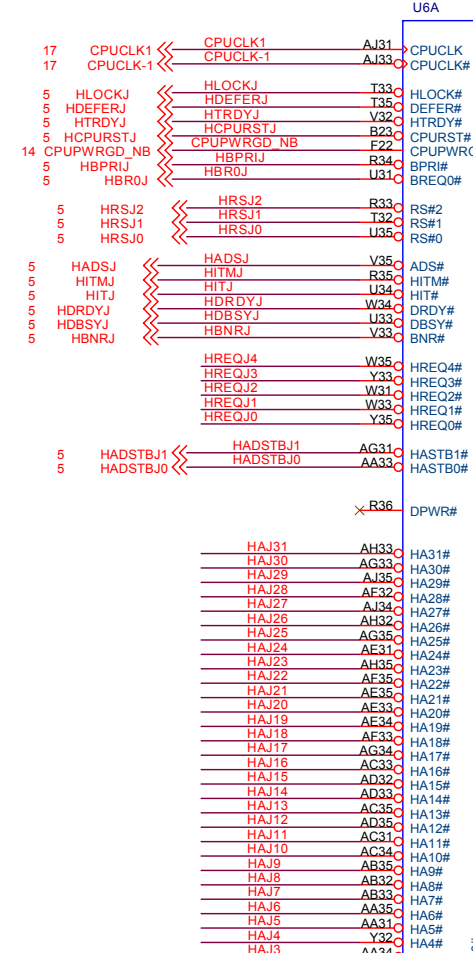 U6A
17 CPUCLK1 CPUCLK1 AJ31 CPUCLK
17 CPUCLK-1 CPUCLK-1 AJ33 CPUCLK#
5 HLOCKJ HLOCKJ T33 HLOCK#
5 HDEFERJ HDEFERJ T35 DEFER#
5 HTRDYJ HTRDYJ V32 HTRDY#
5 HCPURSTJ HCPURSTJ B23 CPURST#
14 CPUPWRGD_NB CPUPWRGD_NB F22 CPUPWRG
5 HBPRIJ HBPRIJ R34 BPRI#
5 HBR0J HBR0J U31 BREQ0#
5 HRSJ2 HRSJ2 R33 RS#2
5 HRSJ1 HRSJ1 T32 RS#1
5 HRSJ0 HRSJ0 U35 RS#0
5 HADSJ HADSJ V35 ADS#
5 HITMJ HITMJ R35 HITM#
5 HITJ HITJ U34 HIT#
5 HDRDYJ HDRDYJ W34 DRDY#
5 HDBSYJ HDBSYJ U33 DBSY#
5 HBNRJ HBNRJ V33 BNR#
HREQJ4 W35 HREQ4#
HREQJ3 Y33 HREQ3#
HREQJ2 W31 HREQ2#
HREQJ1 W33 HREQ1#
HREQJ0 Y35 HREQ0#
5 HADSTBJ1 HADSTBJ1 AG31 HASTB1#
5 HADSTBJ0 HADSTBJ0 AA33 HASTB0#
R36 DPWR#
HAJ31 AH33 HA31#
HAJ30 AG33 HA30#
HAJ29 AJ35 HA29#
HAJ28 AF32 HA28#
HAJ27 AJ34 HA27#
HAJ26 AH32 HA26#
HAJ25 AG35 HA25#
HAJ24 AE31 HA24#
HAJ23 AH35 HA23#
HAJ22 AF35 HA22#
HAJ21 AE35 HA21#
HAJ20 AE33 HA20#
HAJ19 AE34 HA19#
HAJ18 AF33 HA18#
HAJ17 AG34 HA17#
HAJ16 AC33 HA16#
HAJ15 AD32 HA15#
HAJ14 AD33 HA14#
HAJ13 AC35 HA13#
HAJ12 AD35 HA12#
HAJ11 AC31 HA11#
HAJ10 AC34 HA10#
HAJ9 AB35 HA9#
HAJ8 AB32 HA8#
HAJ7 AB33 HA7#
HAJ6 AA35 HA6#
HAJ5 AA31 HA5#
HAJ4 Y32 HA4#
HAJ3 AA34